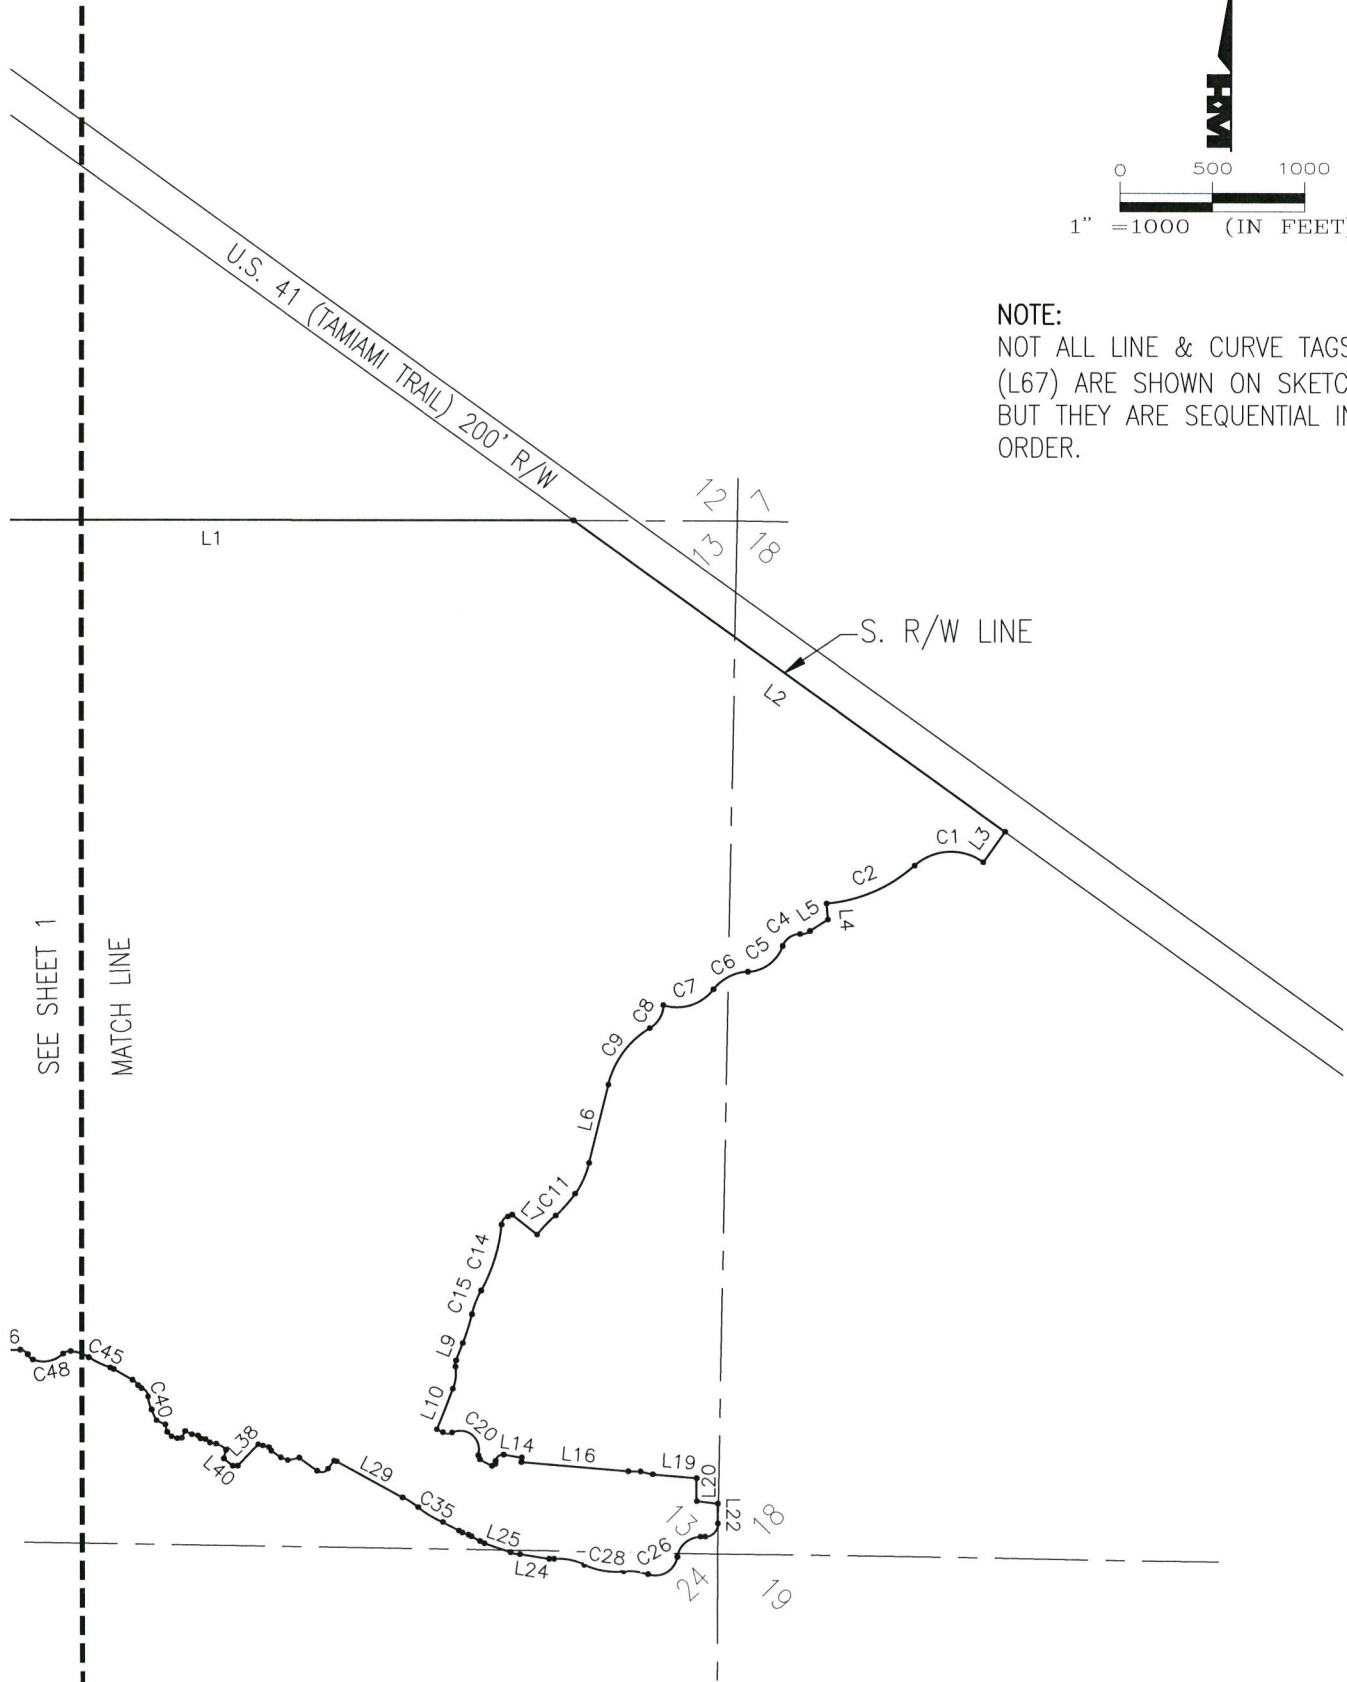 0 500 1000
1" =1000 (IN FEET)
NOTE:
NOT ALL LINE & CURVE TAGS
(L67) ARE SHOWN ON SKETC
BUT THEY ARE SEQUENTIAL IN
ORDER.
U.S. 41 (TAMIAMI TRAIL) 200' R/W
12 7
13 18
L1
S. R/W LINE
L2
L3
C1
C2
L4
L5
C4
C5
C6
C7
C8
C9
L6
C11
L7
C14
C15
L9
L10
C20
L14
L16
L19
L20
L22
13 18
24 19
C26
C28
L24
L25
C35
L29
L38
L40
C40
C45
C48
6
SEE SHEET 1
MATCH LINE